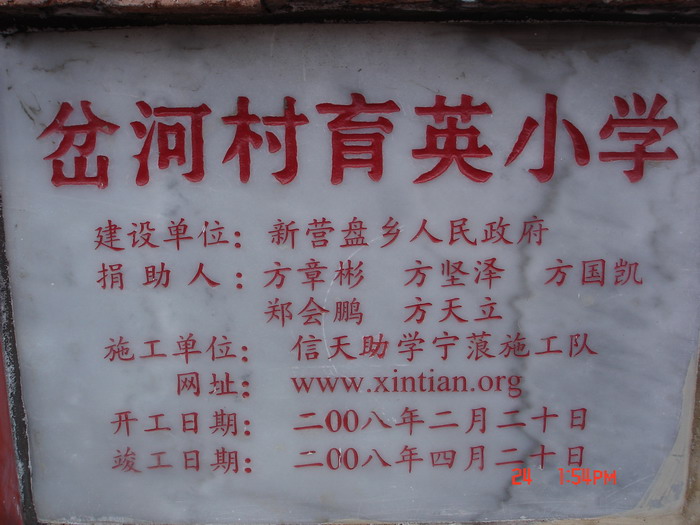 岔河村育英小学
建设单位：新营盘乡人民政府
捐助人：方章彬 方坚泽 方国凯
郑会鹏 方天立
施工单位：信天助学宁蒗施工队
网址：www.xintian.org
开工日期：二00八年二月二十日
竣工日期：二00八年四月二十日
24 1:54PM